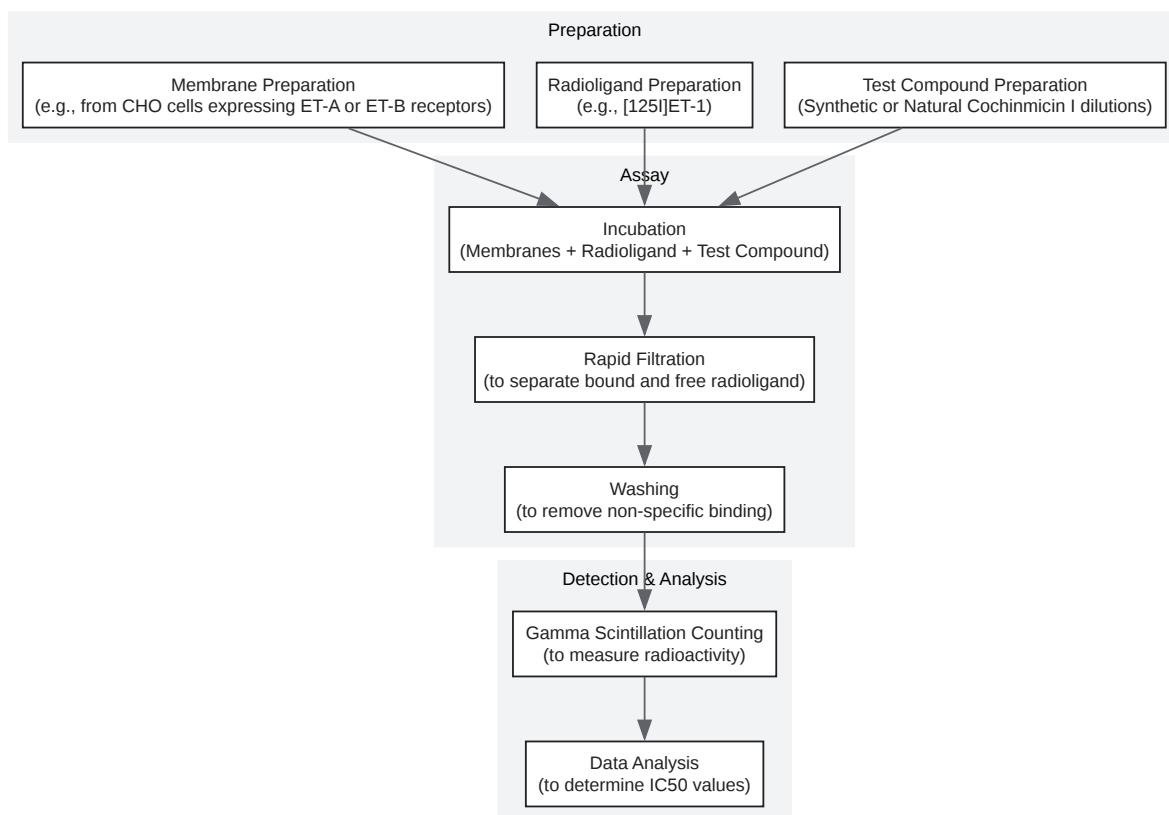 Preparation
Membrane Preparation
(e.g., from CHO cells expressing ET-A or ET-B receptors)
Radioligand Preparation
(e.g., [125I]ET-1)
Test Compound Preparation
(Synthetic or Natural Cochinmicin I dilutions)
Assay
Incubation
(Membranes + Radioligand + Test Compound)
Rapid Filtration
(to separate bound and free radioligand)
Washing
(to remove non-specific binding)
Detection & Analysis
Gamma Scintillation Counting
(to measure radioactivity)
Data Analysis
(to determine IC50 values)